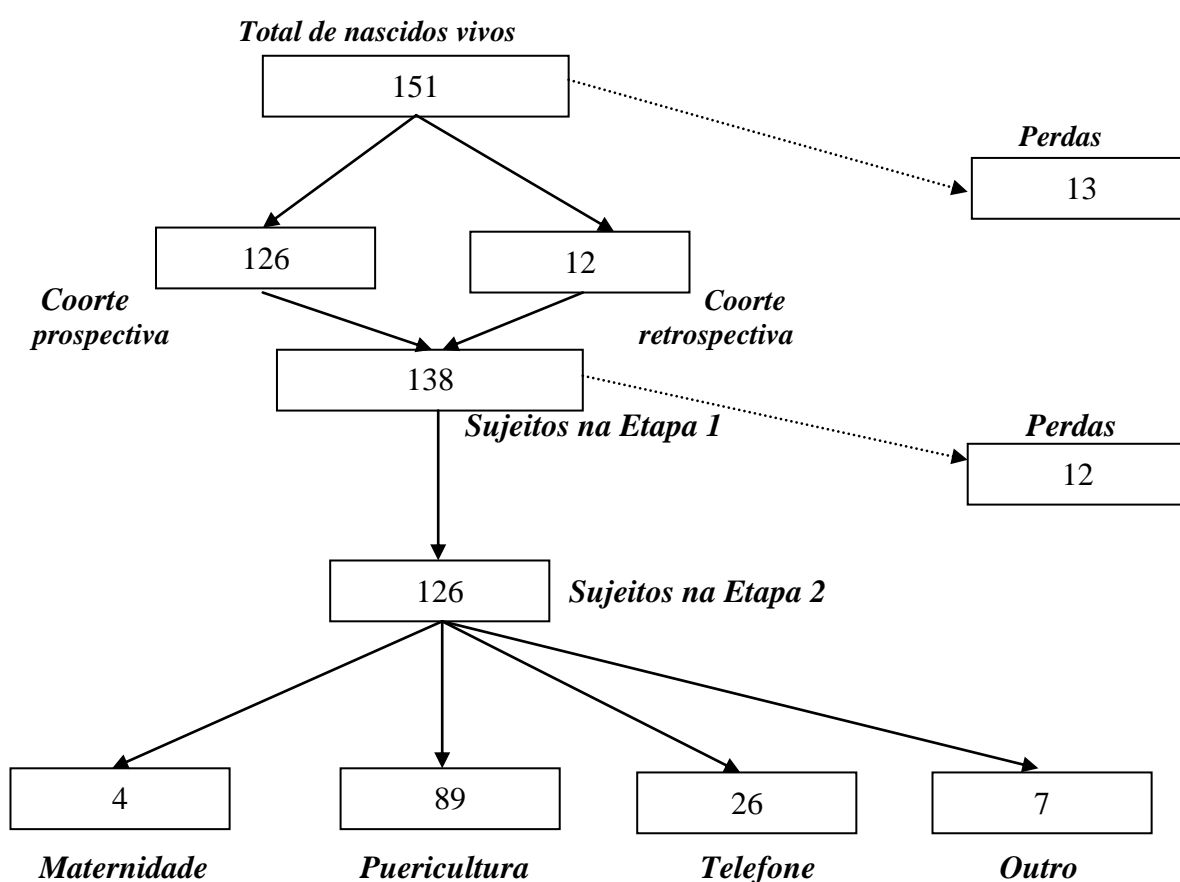 Total de nascidos vivos
151
Perdas
13
126
12
Coorte
prospectiva
Coorte
retrospectiva
138
Sujeitos na Etapa 1
Perdas
12
126
Sujeitos na Etapa 2
4
89
26
7
Maternidade
Puericultura
Telefone
Outro